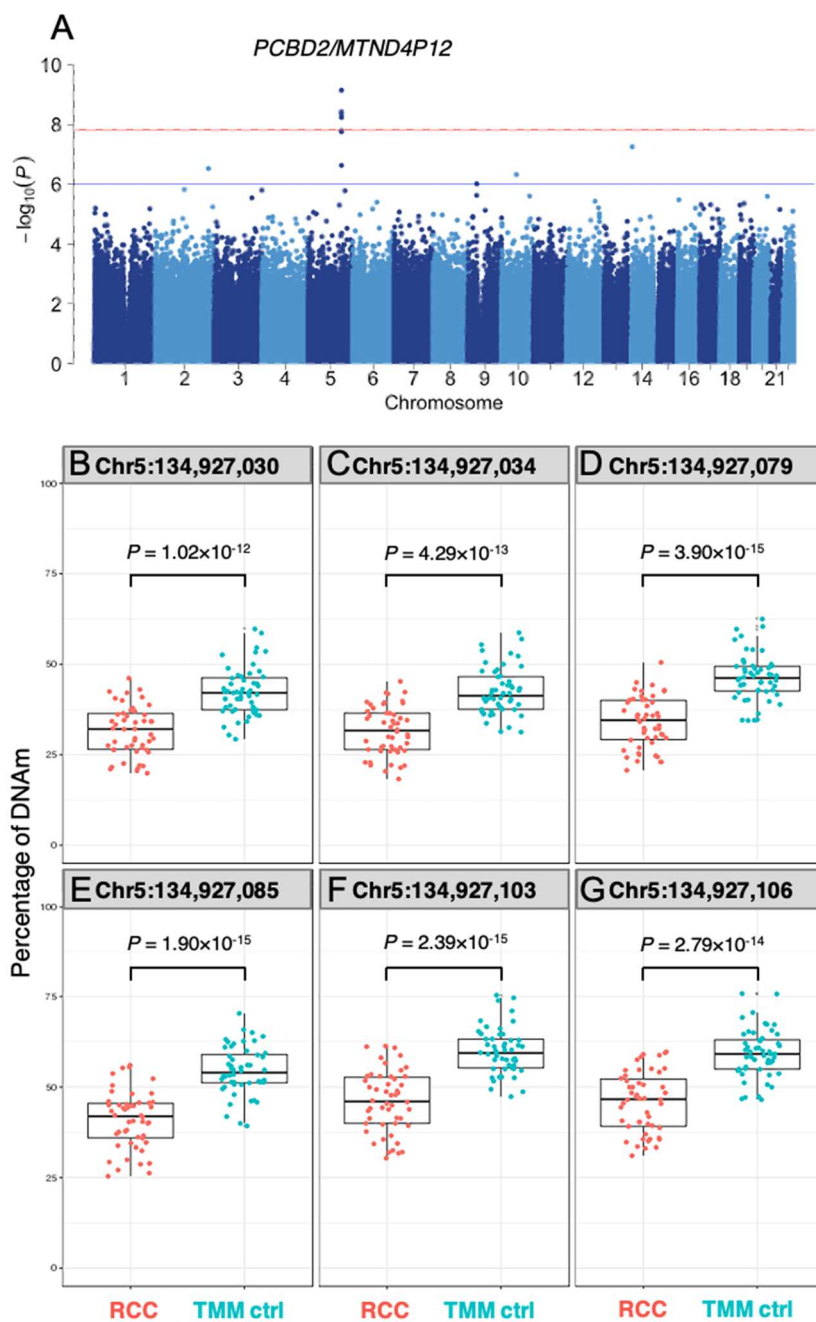 A
PCBD2/MTND4P12
10
8
6
4
2
0
− log10(P)
1 2 3 4 5 6 7 8 9 10 12 14 16 18 21
Chromosome
B Chr5:134,927,030
C Chr5:134,927,034
D Chr5:134,927,079
100
75
50
25
0
P = 1.02×10-12
P = 4.29×10-13
P = 3.90×10-15
Percentage of DNAm
E Chr5:134,927,085
F Chr5:134,927,103
G Chr5:134,927,106
100
75
50
25
0
P = 1.90×10-15
P = 2.39×10-15
P = 2.79×10-14
RCC TMM ctrl RCC TMM ctrl RCC TMM ctrl